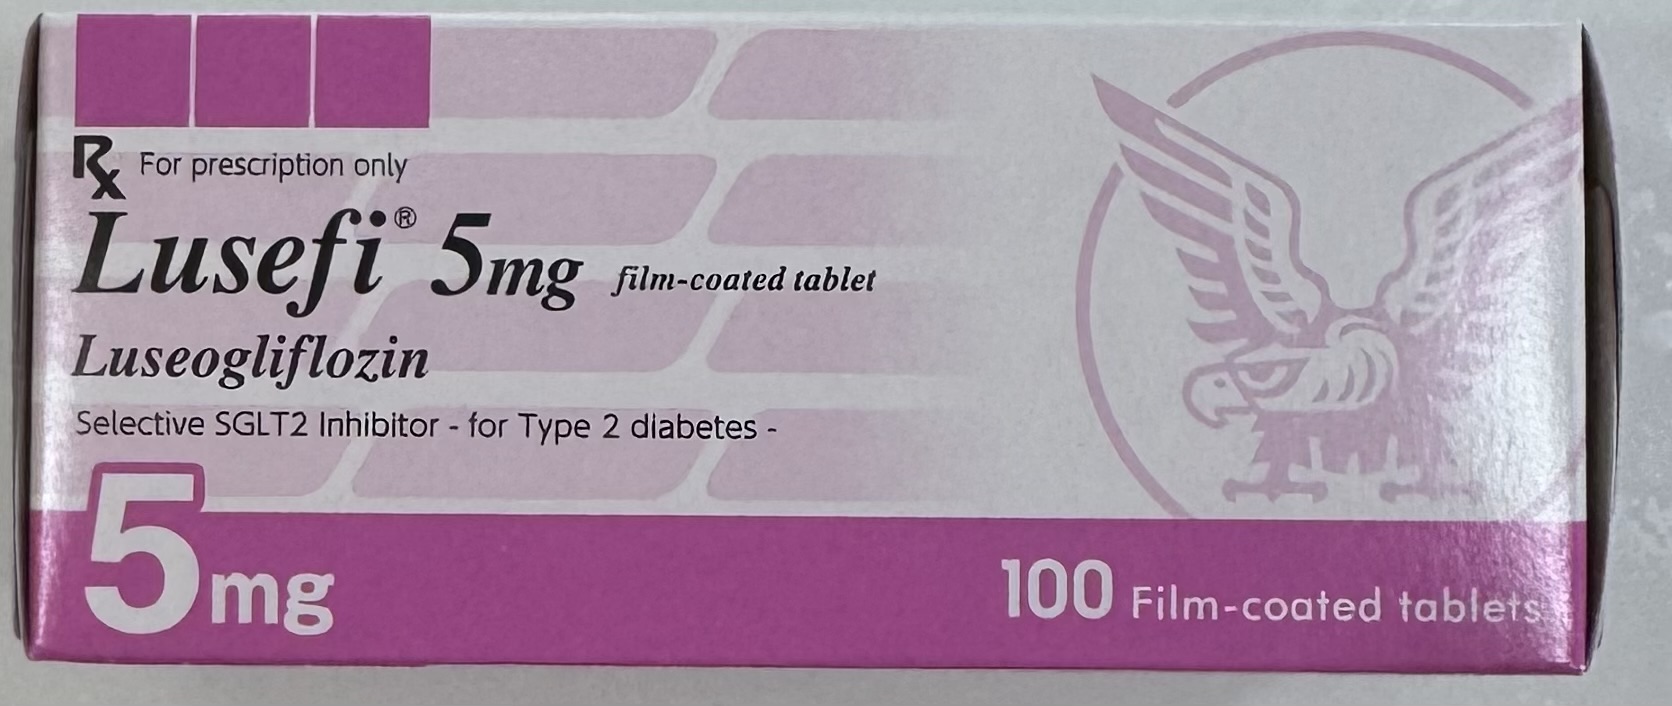 Rx For prescription only
Lusefi® 5mg film-coated tablet
Luseogliflozin
Selective SGLT2 Inhibitor - for Type 2 diabetes -
5mg
100 Film-coated tablets